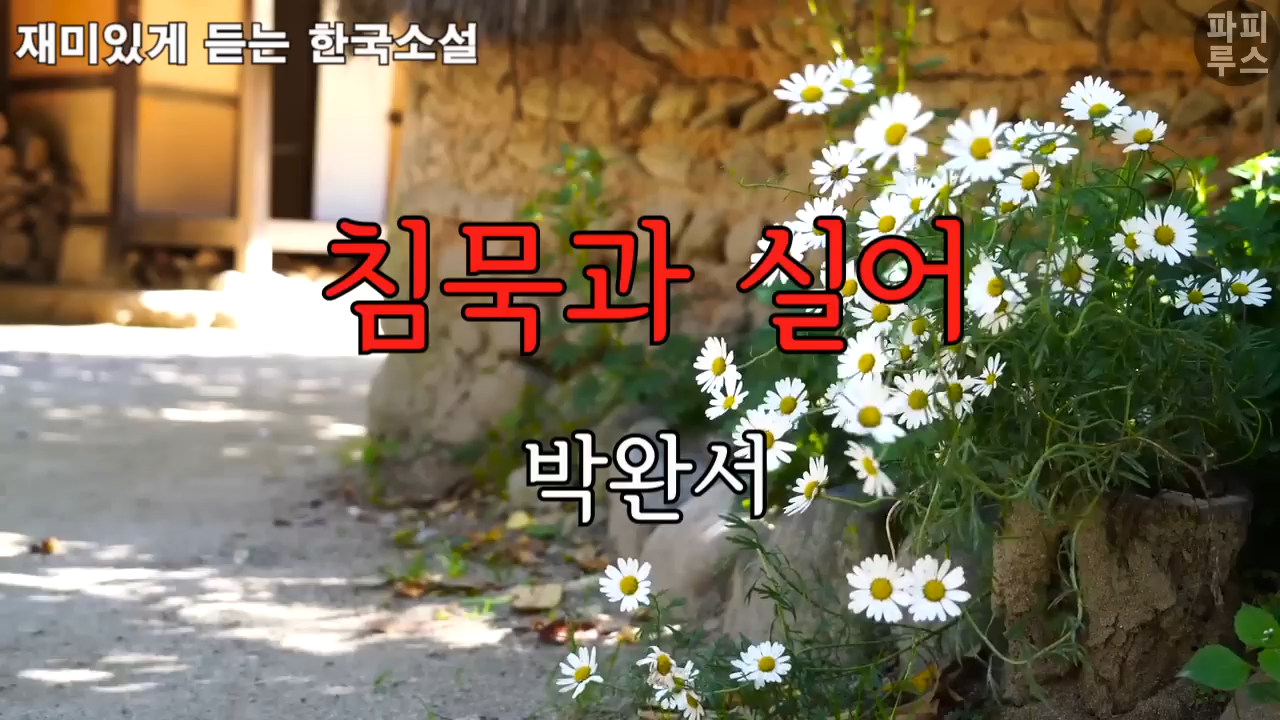 재미있게 듣는 한국소설
파피
루스
침묵과 실어
박완서